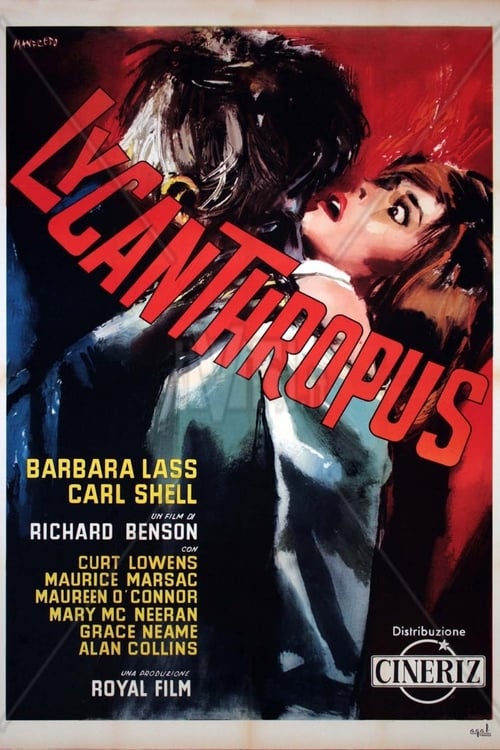 LYCANTHROPUS
BARBARA LASS
CARL SHELL
UN FILM DI
RICHARD BENSON
CON
CURT LOWENS
MAURICE MARSAC
MAUREEN O'CONNOR
MARY MC NEERAN
GRACE NEAME
ALAN COLLINS
UNA PRODUZIONE
ROYAL FILM
Distribuzione
CINERIZ